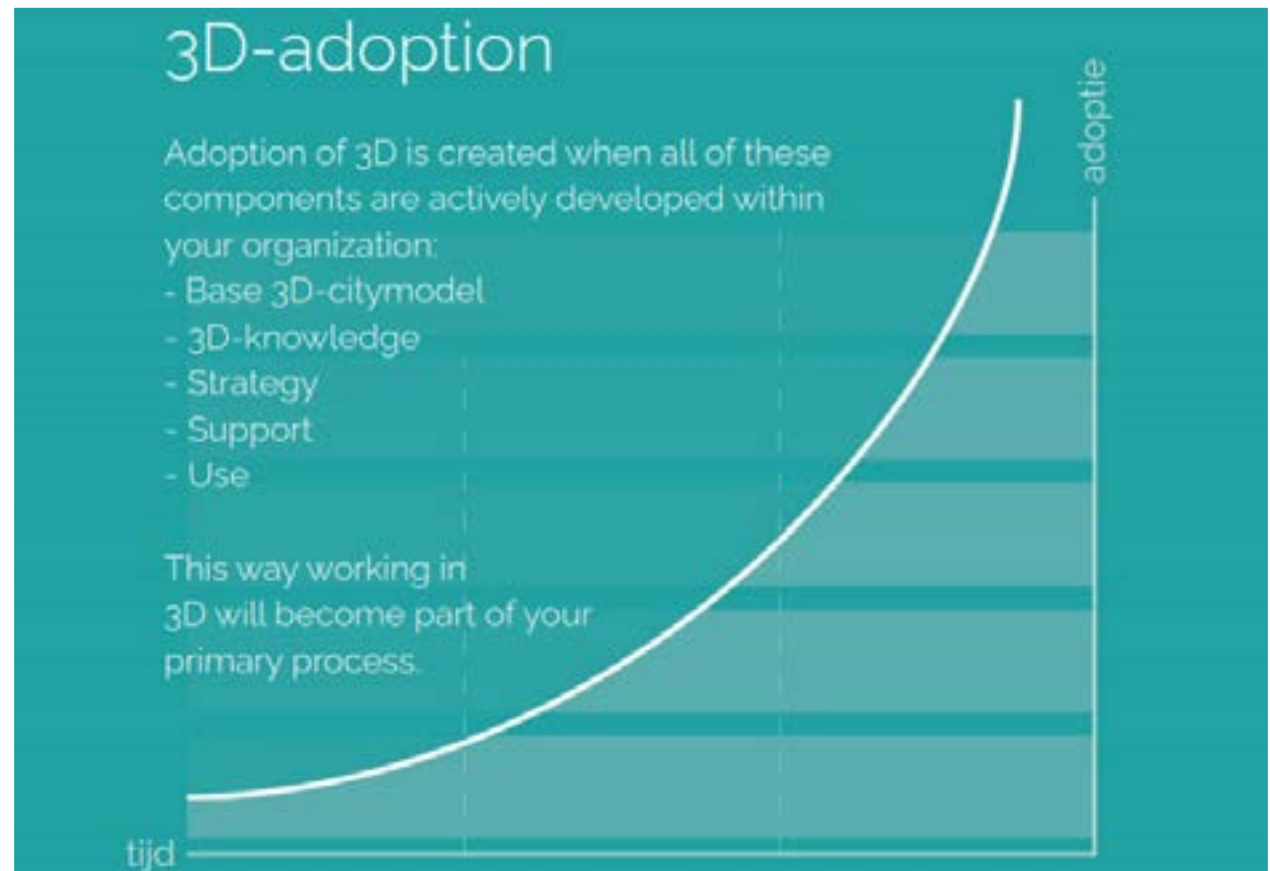 3D-adoption
Adoption of 3D is created when all of these
components are actively developed within
your organization:
- Base 3D-citymodel
- 3D-knowledge
- Strategy
- Support
- Use
This way working in
3D will become part of your
primary process.
adoptie
tijd